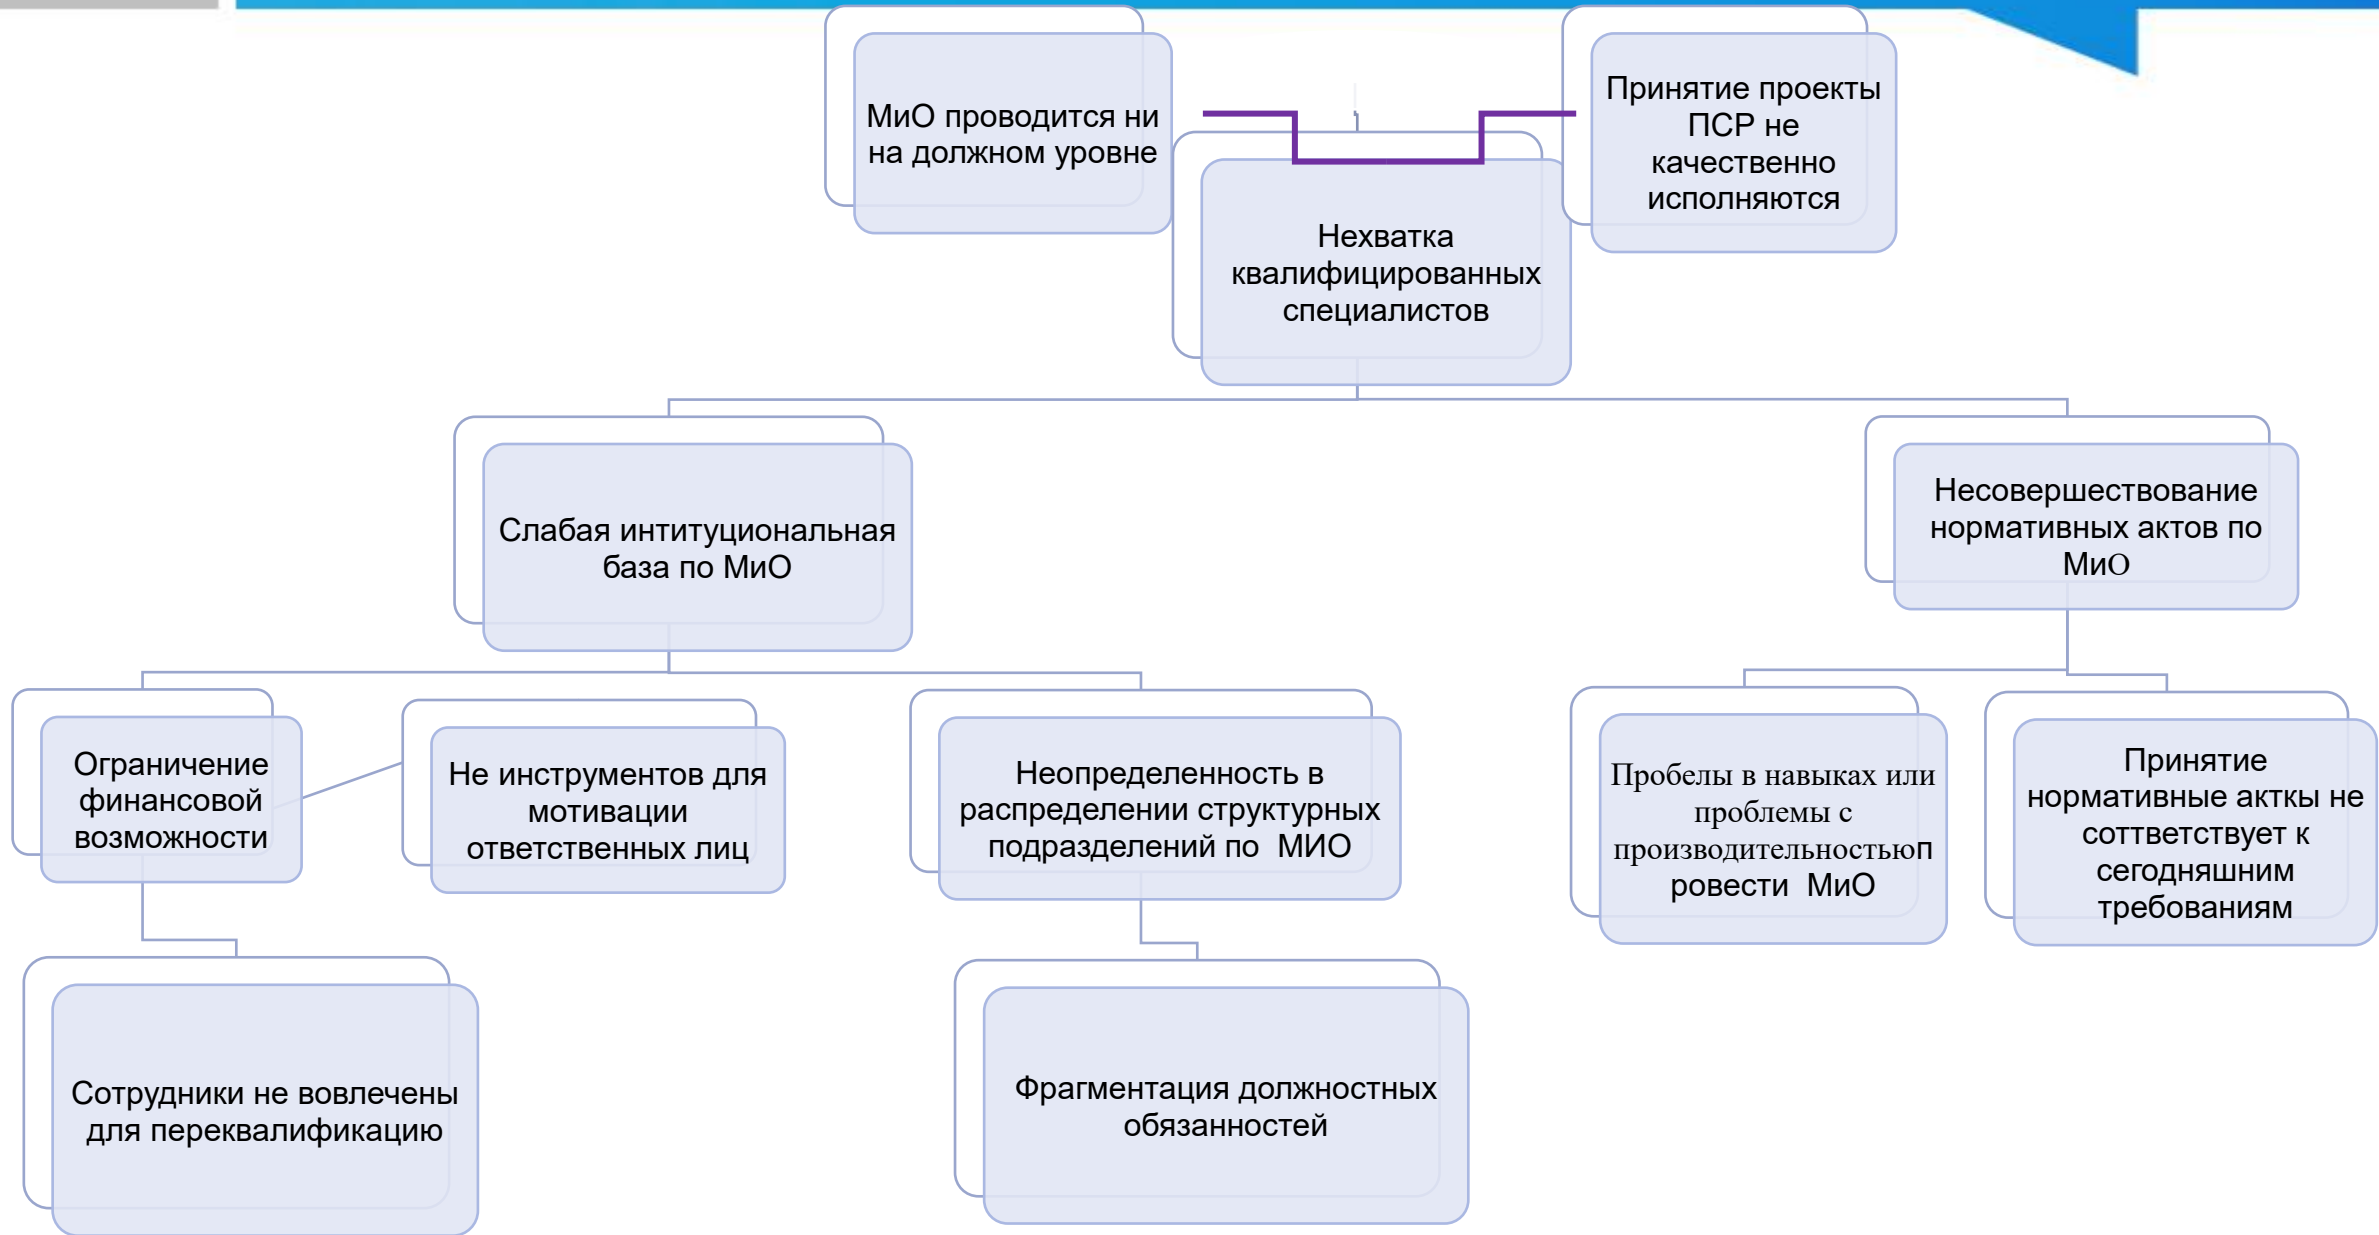 МиО проводится ни
на должном уровне
Принятие проекты
ПСР не
качественно
исполняются
Нехватка
квалифицированных
специалистов
Слабая интитуциональная
база по МиО
Несовершествование
нормативных актов по
МиО
Ограничение
финансовой
возможности
Не инструментов для
мотивации
ответственных лиц
Неопределенность в
распределении структурных
подразделений по МИО
Пробелы в навыках или
проблемы с
производительностьюп
ровести МиО
Принятие
нормативные акткы не
соттветствует к
сегодняшним
требованиям
Сотрудники не вовлечены
для переквалификацию
Фрагментация должностных
обязанностей